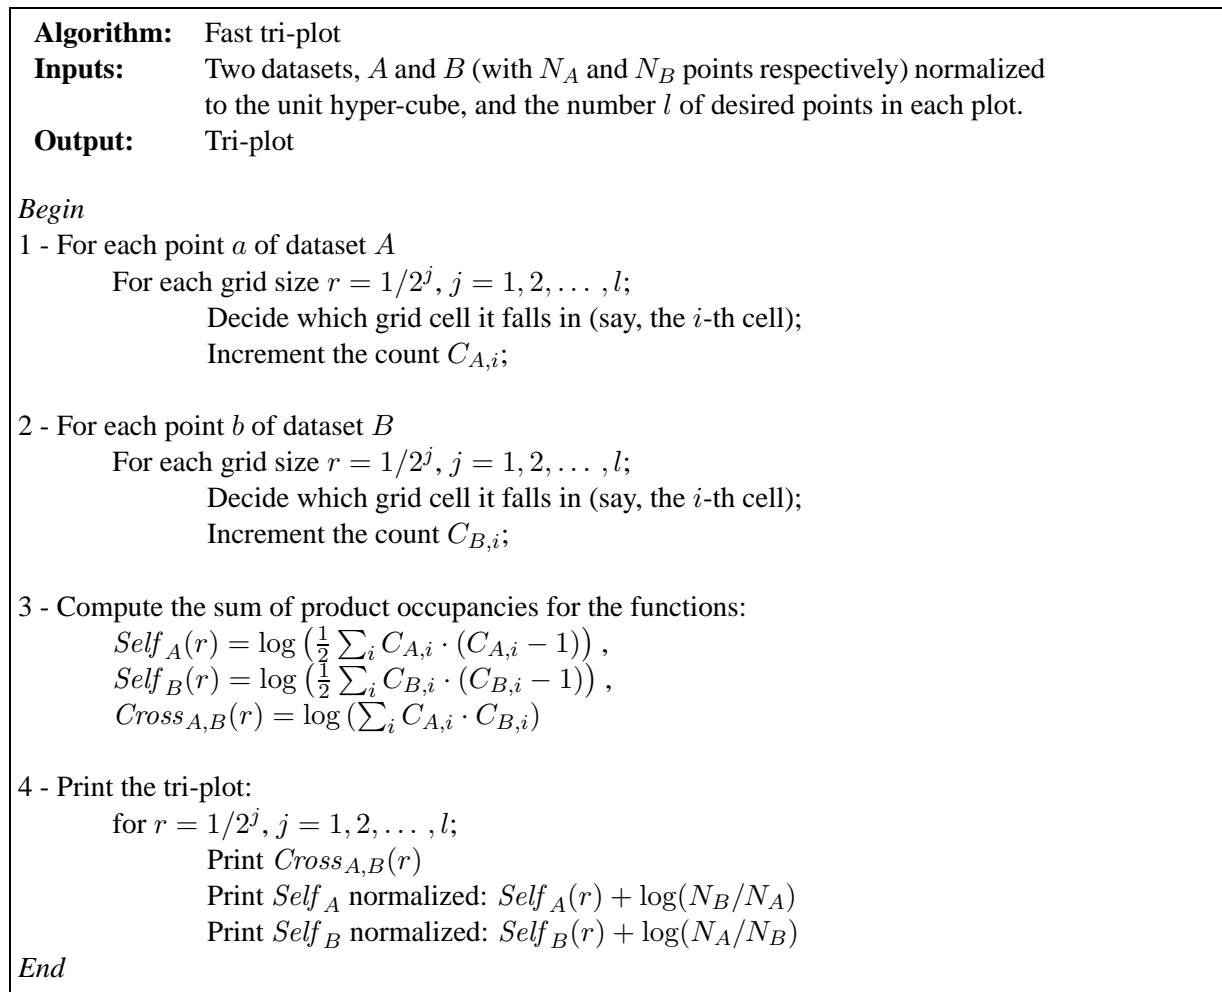 Algorithm: Fast tri-plot
Inputs: Two datasets, A and B (with N_A and N_B points respectively) normalized
to the unit hyper-cube, and the number l of desired points in each plot.
Output: Tri-plot
Begin
1 - For each point a of dataset A
For each grid size r = 1/2^j, j = 1, 2, . . . , l;
Decide which grid cell it falls in (say, the i-th cell);
Increment the count C_{A,i};
2 - For each point b of dataset B
For each grid size r = 1/2^j, j = 1, 2, . . . , l;
Decide which grid cell it falls in (say, the i-th cell);
Increment the count C_{B,i};
3 - Compute the sum of product occupancies for the functions:
Self_A(r) = log (1/2 ∑_i C_{A,i} · (C_{A,i} − 1)) ,
Self_B(r) = log (1/2 ∑_i C_{B,i} · (C_{B,i} − 1)) ,
Cross_{A,B}(r) = log (∑_i C_{A,i} · C_{B,i})
4 - Print the tri-plot:
for r = 1/2^j, j = 1, 2, . . . , l;
Print Cross_{A,B}(r)
Print Self_A normalized: Self_A(r) + log(N_B/N_A)
Print Self_B normalized: Self_B(r) + log(N_A/N_B)
End